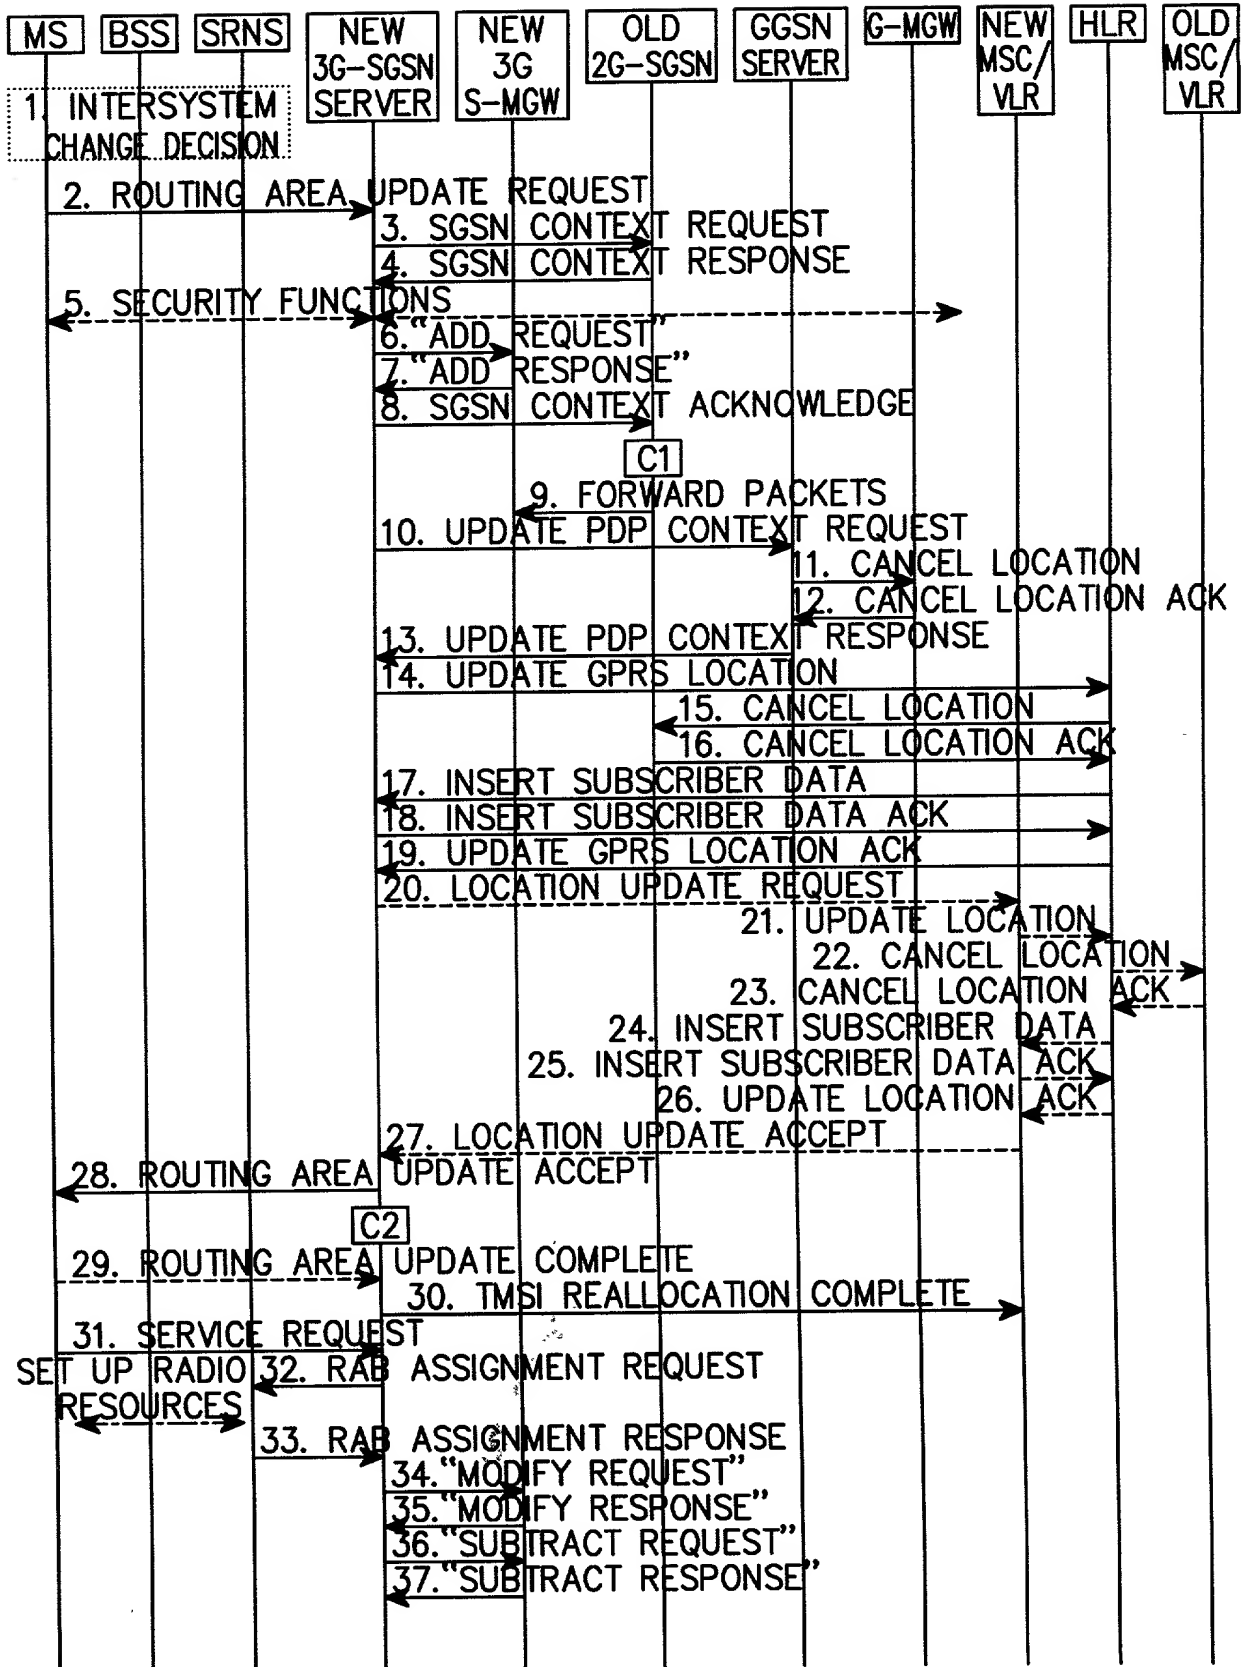 MS
BSS
SRNS
NEW
3G-SGSN
SERVER
NEW
3G
S-MGW
OLD
2G-SGSN
GGSN
SERVER
G-MGW
NEW
MSC/
VLR
HLR
OLD
MSC/
VLR
1. INTERSYSTEM
CHANGE DECISION
2. ROUTING AREA UPDATE REQUEST
3. SGSN CONTEXT REQUEST
4. SGSN CONTEXT RESPONSE
5. SECURITY FUNCTIONS
6. "ADD REQUEST"
7. "ADD RESPONSE"
8. SGSN CONTEXT ACKNOWLEDGE
C1
9. FORWARD PACKETS
10. UPDATE PDP CONTEXT REQUEST
11. CANCEL LOCATION
12. CANCEL LOCATION ACK
13. UPDATE PDP CONTEXT RESPONSE
14. UPDATE GPRS LOCATION
15. CANCEL LOCATION
16. CANCEL LOCATION ACK
17. INSERT SUBSCRIBER DATA
18. INSERT SUBSCRIBER DATA ACK
19. UPDATE GPRS LOCATION ACK
20. LOCATION UPDATE REQUEST
21. UPDATE LOCATION
22. CANCEL LOCATION
23. CANCEL LOCATION ACK
24. INSERT SUBSCRIBER DATA
25. INSERT SUBSCRIBER DATA ACK
26. UPDATE LOCATION ACK
27. LOCATION UPDATE ACCEPT
28. ROUTING AREA UPDATE ACCEPT
C2
29. ROUTING AREA UPDATE COMPLETE
30. TMSI REALLOCATION COMPLETE
31. SERVICE REQUEST
SET UP RADIO
RESOURCES
32. RAB ASSIGNMENT REQUEST
33. RAB ASSIGNMENT RESPONSE
34. "MODIFY REQUEST"
35. "MODIFY RESPONSE"
36. "SUBTRACT REQUEST"
37. "SUBTRACT RESPONSE"